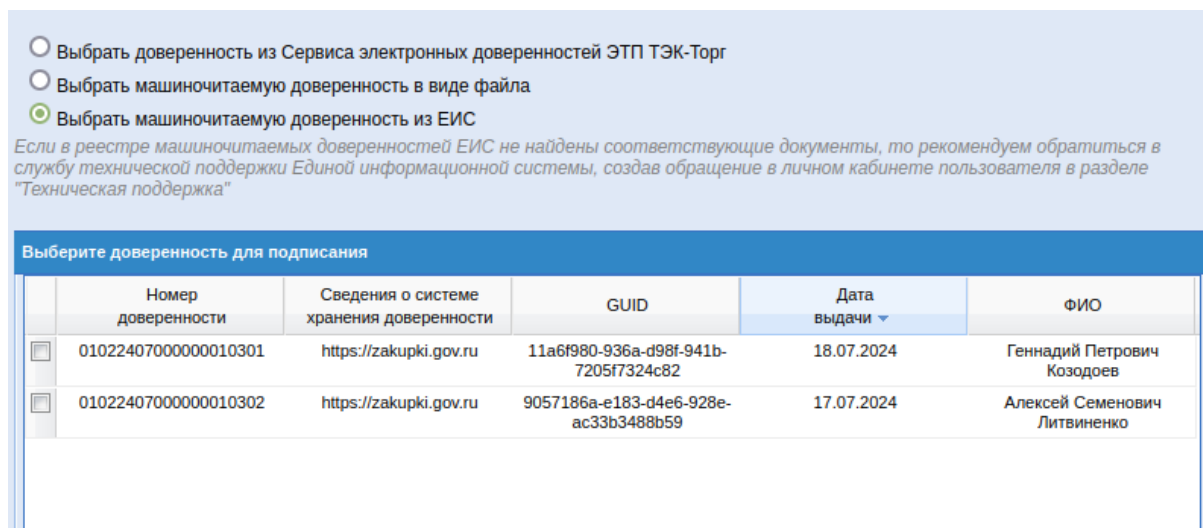 Выбрать доверенность из Сервиса электронных доверенностей ЭТП ТЭК-Торг
Выбрать машиночитаемую доверенность в виде файла
Выбрать машиночитаемую доверенность из ЕИС
Если в реестре машиночитаемых доверенностей ЕИС не найдены соответствующие документы, то рекомендуем обратиться в
службу технической поддержки Единой информационной системы, создав обращение в личном кабинете пользователя в разделе
"Техническая поддержка"
Выберите доверенность для подписания
Номер доверенности Сведения о системе хранения доверенности GUID Дата выдачи ФИО
01022407000000010301 https://zakupki.gov.ru 11a6f980-936a-d98f-941b- 18.07.2024 Геннадий Петрович
7205f7324c82 Козодоев
01022407000000010302 https://zakupki.gov.ru 9057186a-e183-d4e6-928e- 17.07.2024 Алексей Семенович
ac33b3488b59 Литвиненко